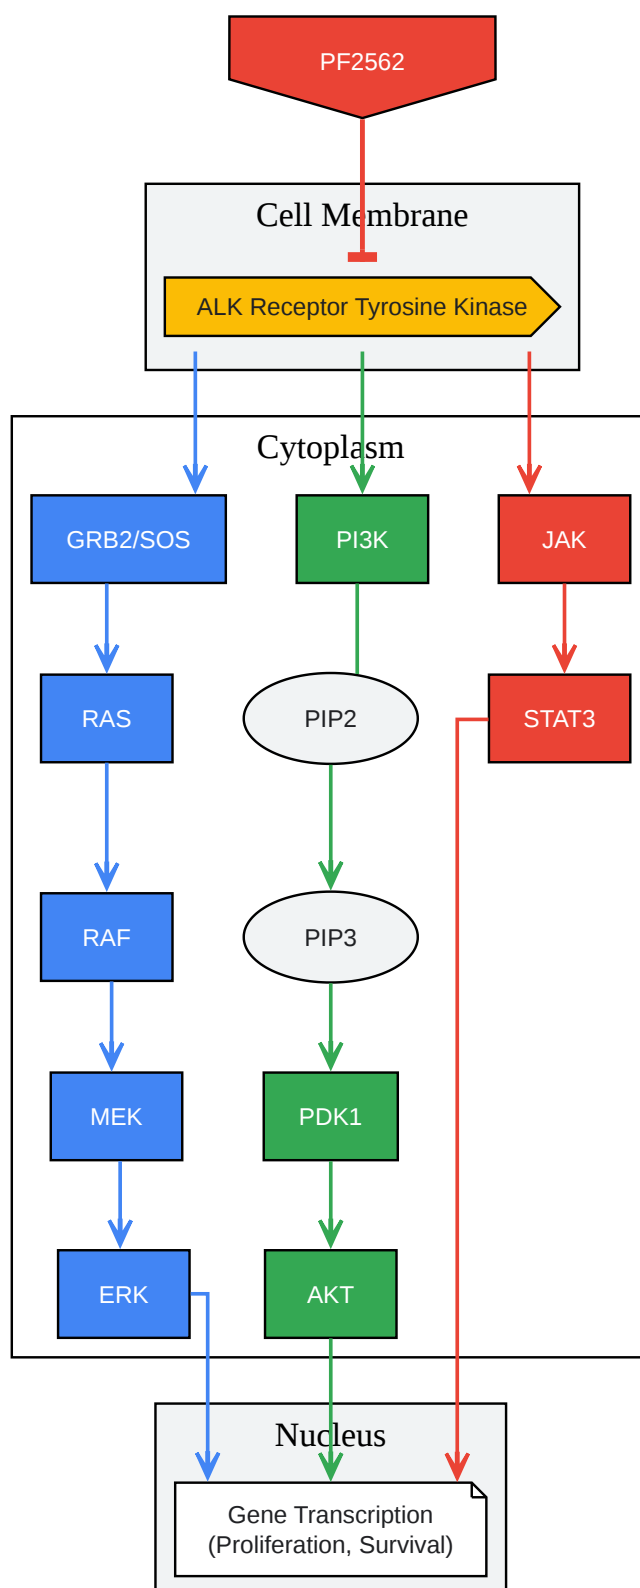 PF2562
Cell Membrane
ALK Receptor Tyrosine Kinase
Cytoplasm
GRB2/SOS
PI3K
JAK
RAS
PIP2
STAT3
RAF
PIP3
MEK
PDK1
ERK
AKT
Nucleus
Gene Transcription
(Proliferation, Survival)